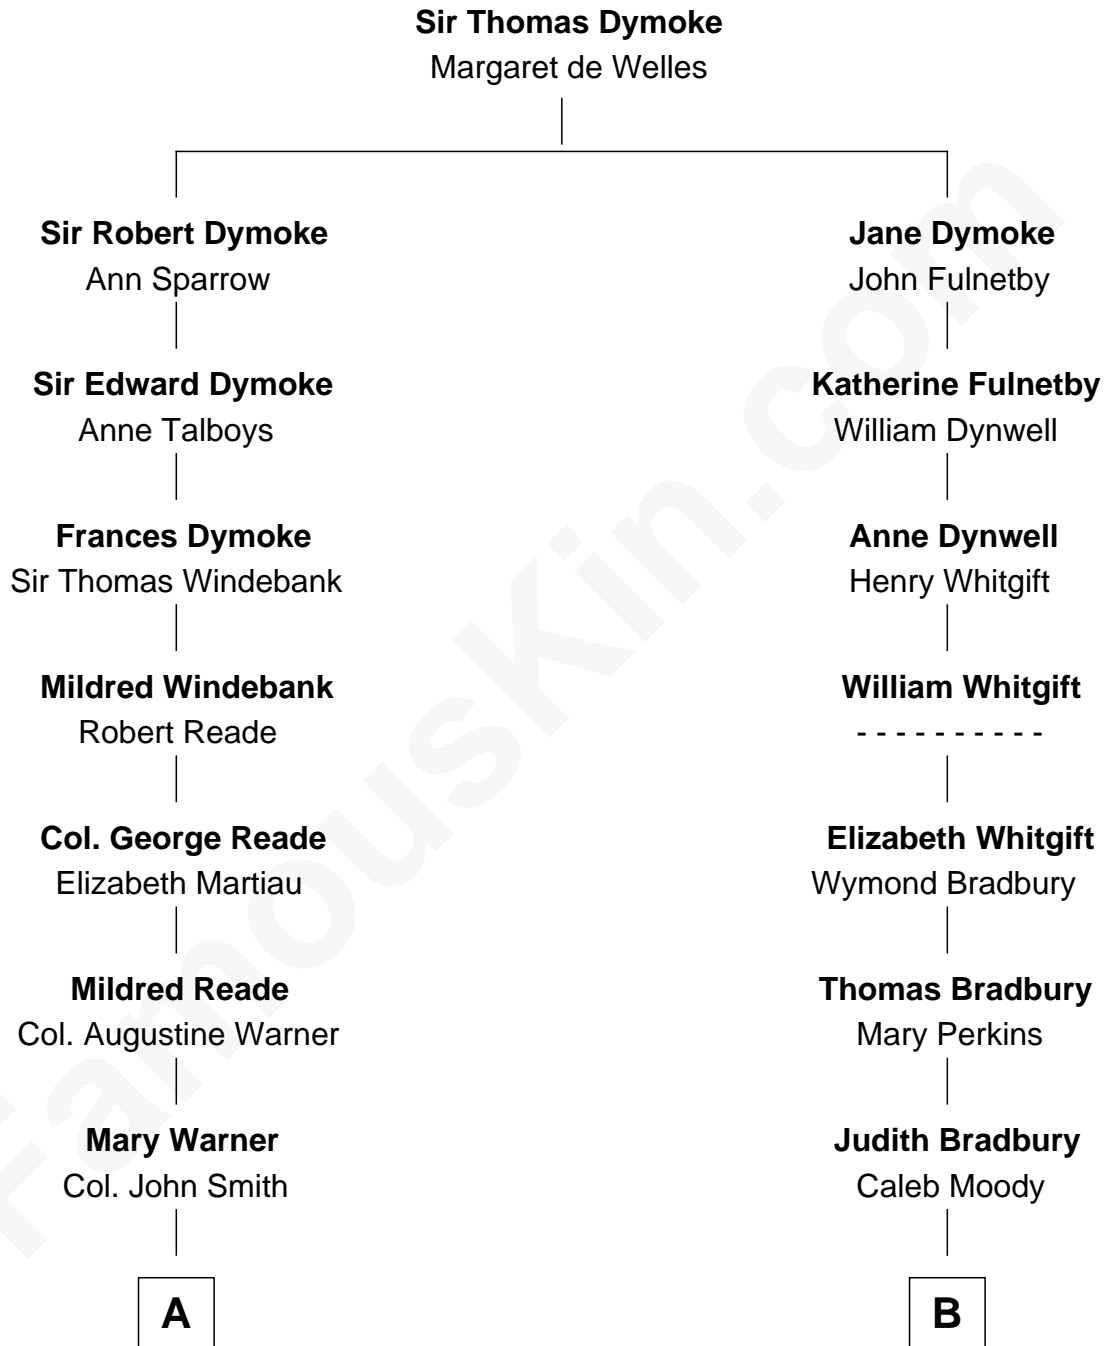 Sir Thomas Dymoke
Margaret de Welles
Sir Robert Dymoke
Ann Sparrow
Sir Edward Dymoke
Anne Talboys
Frances Dymoke
Sir Thomas Windebank
Mildred Windebank
Robert Reade
Col. George Reade
Elizabeth Martiau
Mildred Reade
Col. Augustine Warner
Mary Warner
Col. John Smith
A
Jane Dymoke
John Fulnetby
Katherine Fulnetby
William Dynwell
Anne Dynwell
Henry Whitgift
William Whitgift
- - - - - - - - - -
Elizabeth Whitgift
Wymond Bradbury
Thomas Bradbury
Mary Perkins
Judith Bradbury
Caleb Moody
B
FamousKin.com